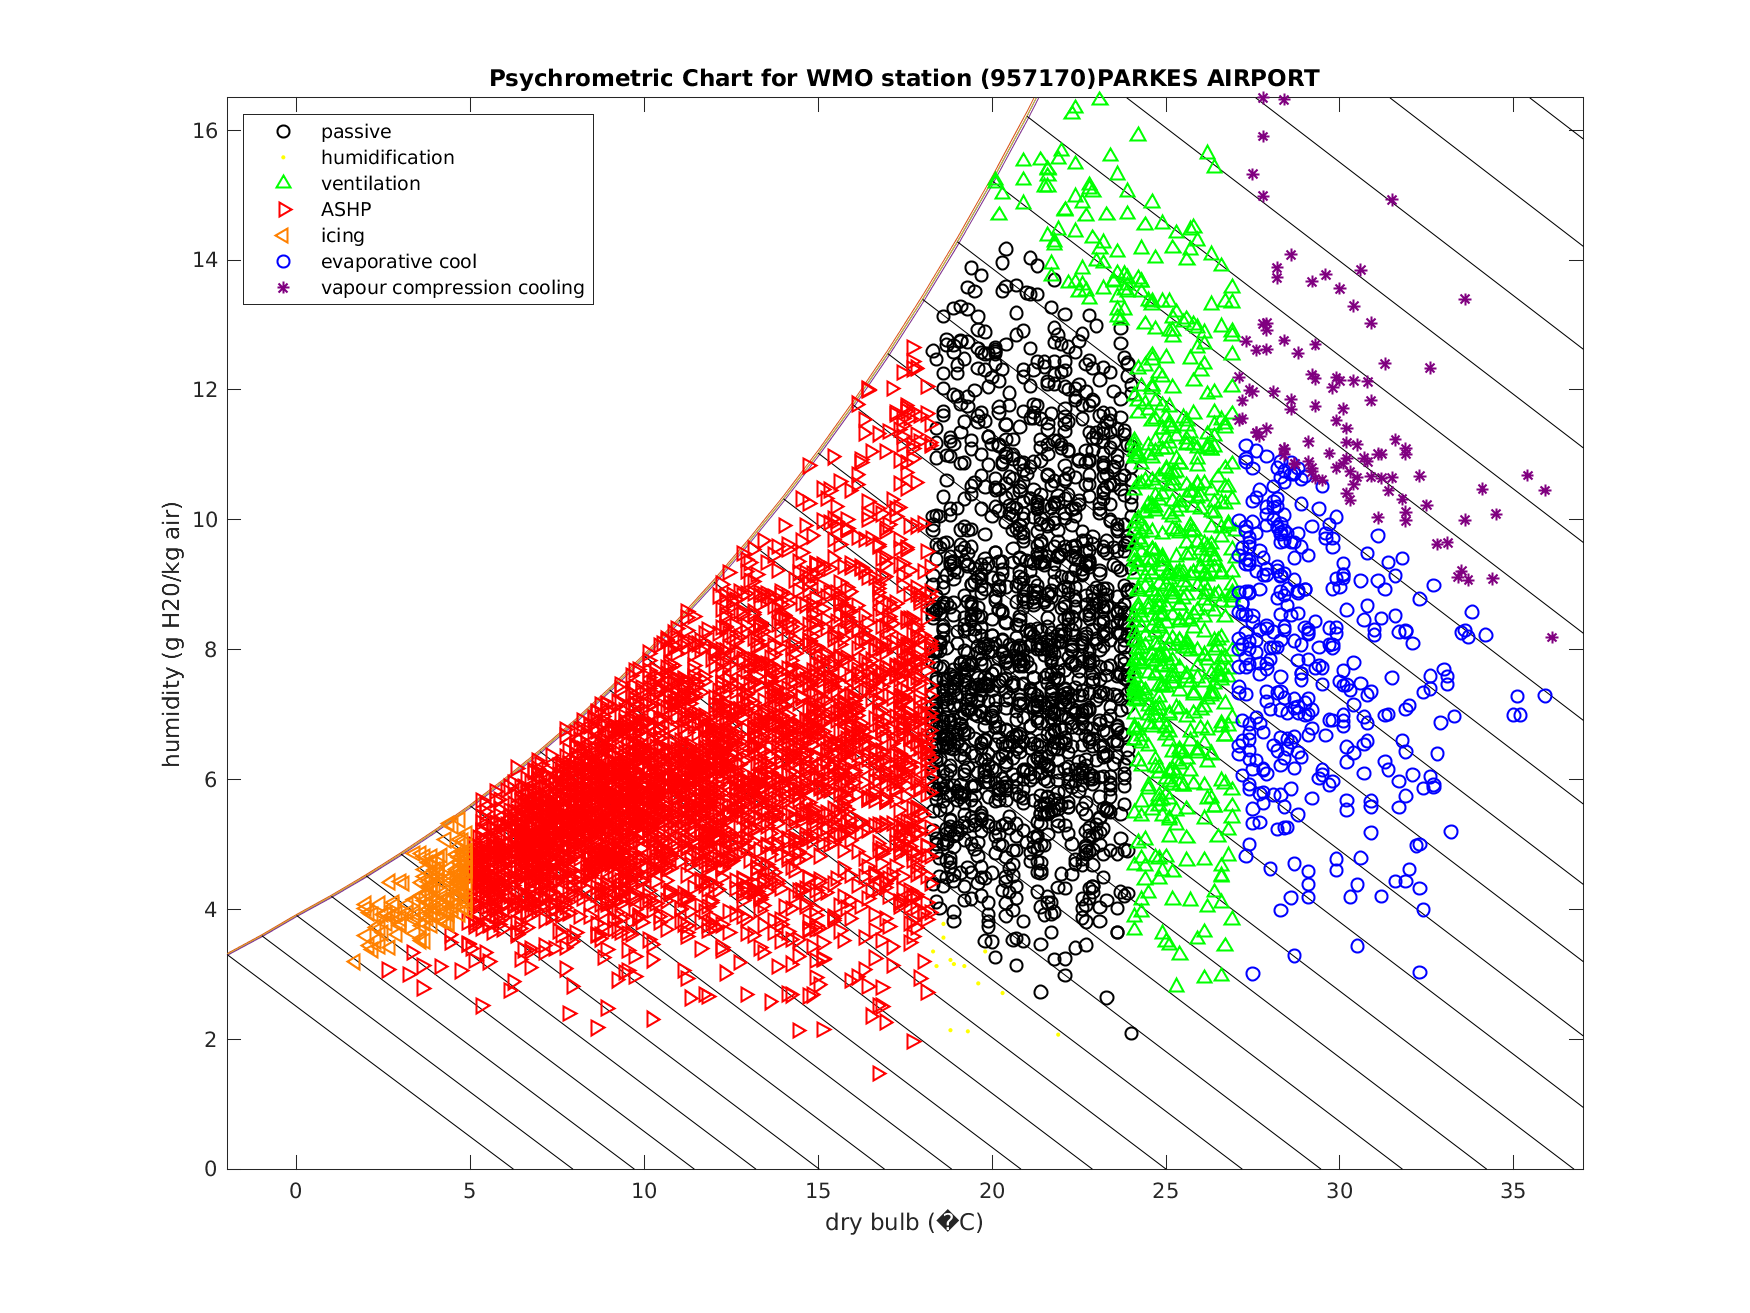 Psychrometric Chart for WMO station (957170)PARKES AIRPORT
passive
humidification
ventilation
ASHP
icing
evaporative cool
vapour compression cooling
16
14
12
10
8
6
4
2
0
humidity (g H20/kg air)
0 5 10 15 20 25 30 35
dry bulb (�C)